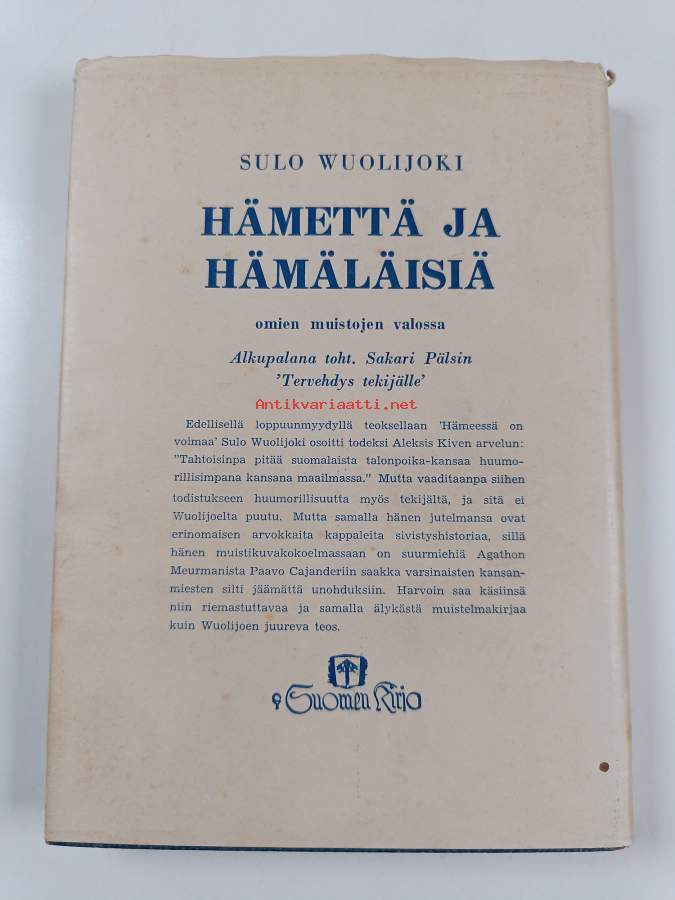 SULO WUOLIJOKI
HÄMETTÄ JA
HÄMÄLÄISIÄ
omien muistojen valossa
Alkupalana toht. Sakari Pälsin
'Tervehdys tekijälle'
Antikvariaatti.net
Edellisellä loppuunmyydyllä teoksellaan 'Hämeessä on
voimaa' Sulo Wuolijoki osoitti todeksi Aleksis Kiven arvelun:
"Tahtoisinpa pitää suomalaista talonpoika-kansaa huumo-
rillisimpana kansana maailmassa." Mutta vaaditaanpa siihen
todistukseen huumorillisuutta myös tekijältä, ja sitä ei
Wuolijoelta puutu. Mutta samalla hänen jutelmansa ovat
erinomaisen arvokkaita kappaleita sivistyshistoriaa, sillä
hänen muistikuvakokoelmassaan on suurmiehiä Agathon
Meurmanista Paavo Cajanderiin saakka varsinaisten kansan-
miesten silti jäämättä unohduksiin. Harvoin saa käsiinsä
niin riemastuttavaa ja samalla älykästä muistelmakirjaa
kuin Wuolijoen juureva teos.
Suomen Kirja